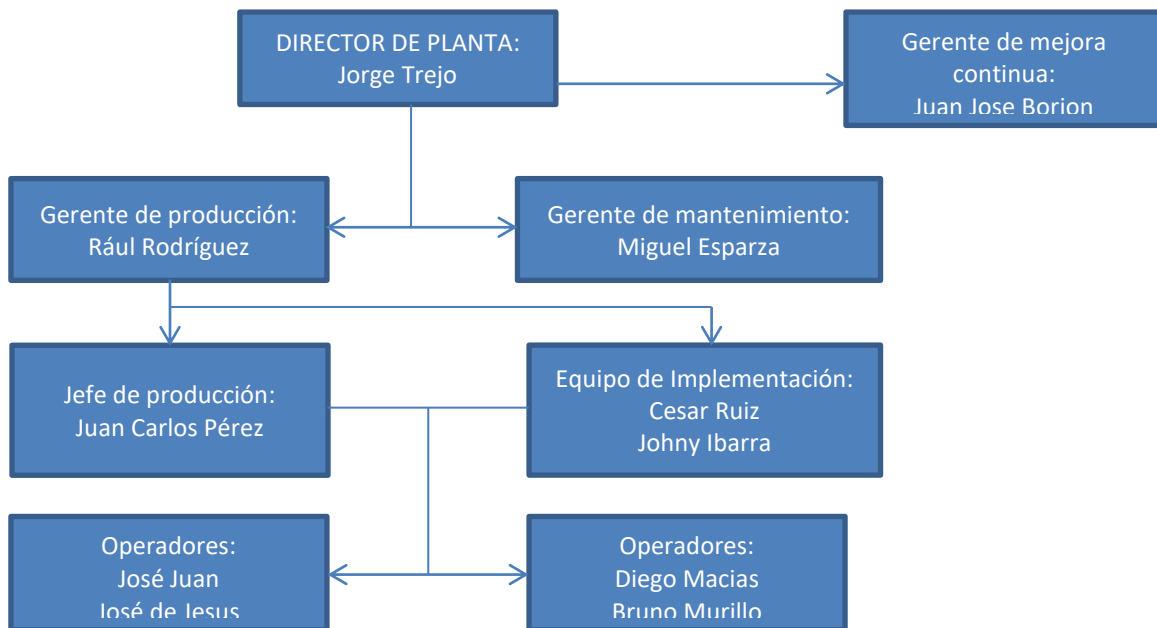 DIRECTOR DE PLANTA:
Jorge Trejo
Gerente de mejora
continua:
Juan Jose Borion
Gerente de producción:
Rául Rodríguez
Gerente de mantenimiento:
Miguel Esparza
Jefe de producción:
Juan Carlos Pérez
Equipo de Implementación:
Cesar Ruiz
Johny Ibarra
Operadores:
José Juan
José de Jesus
Operadores:
Diego Macias
Bruno Murillo